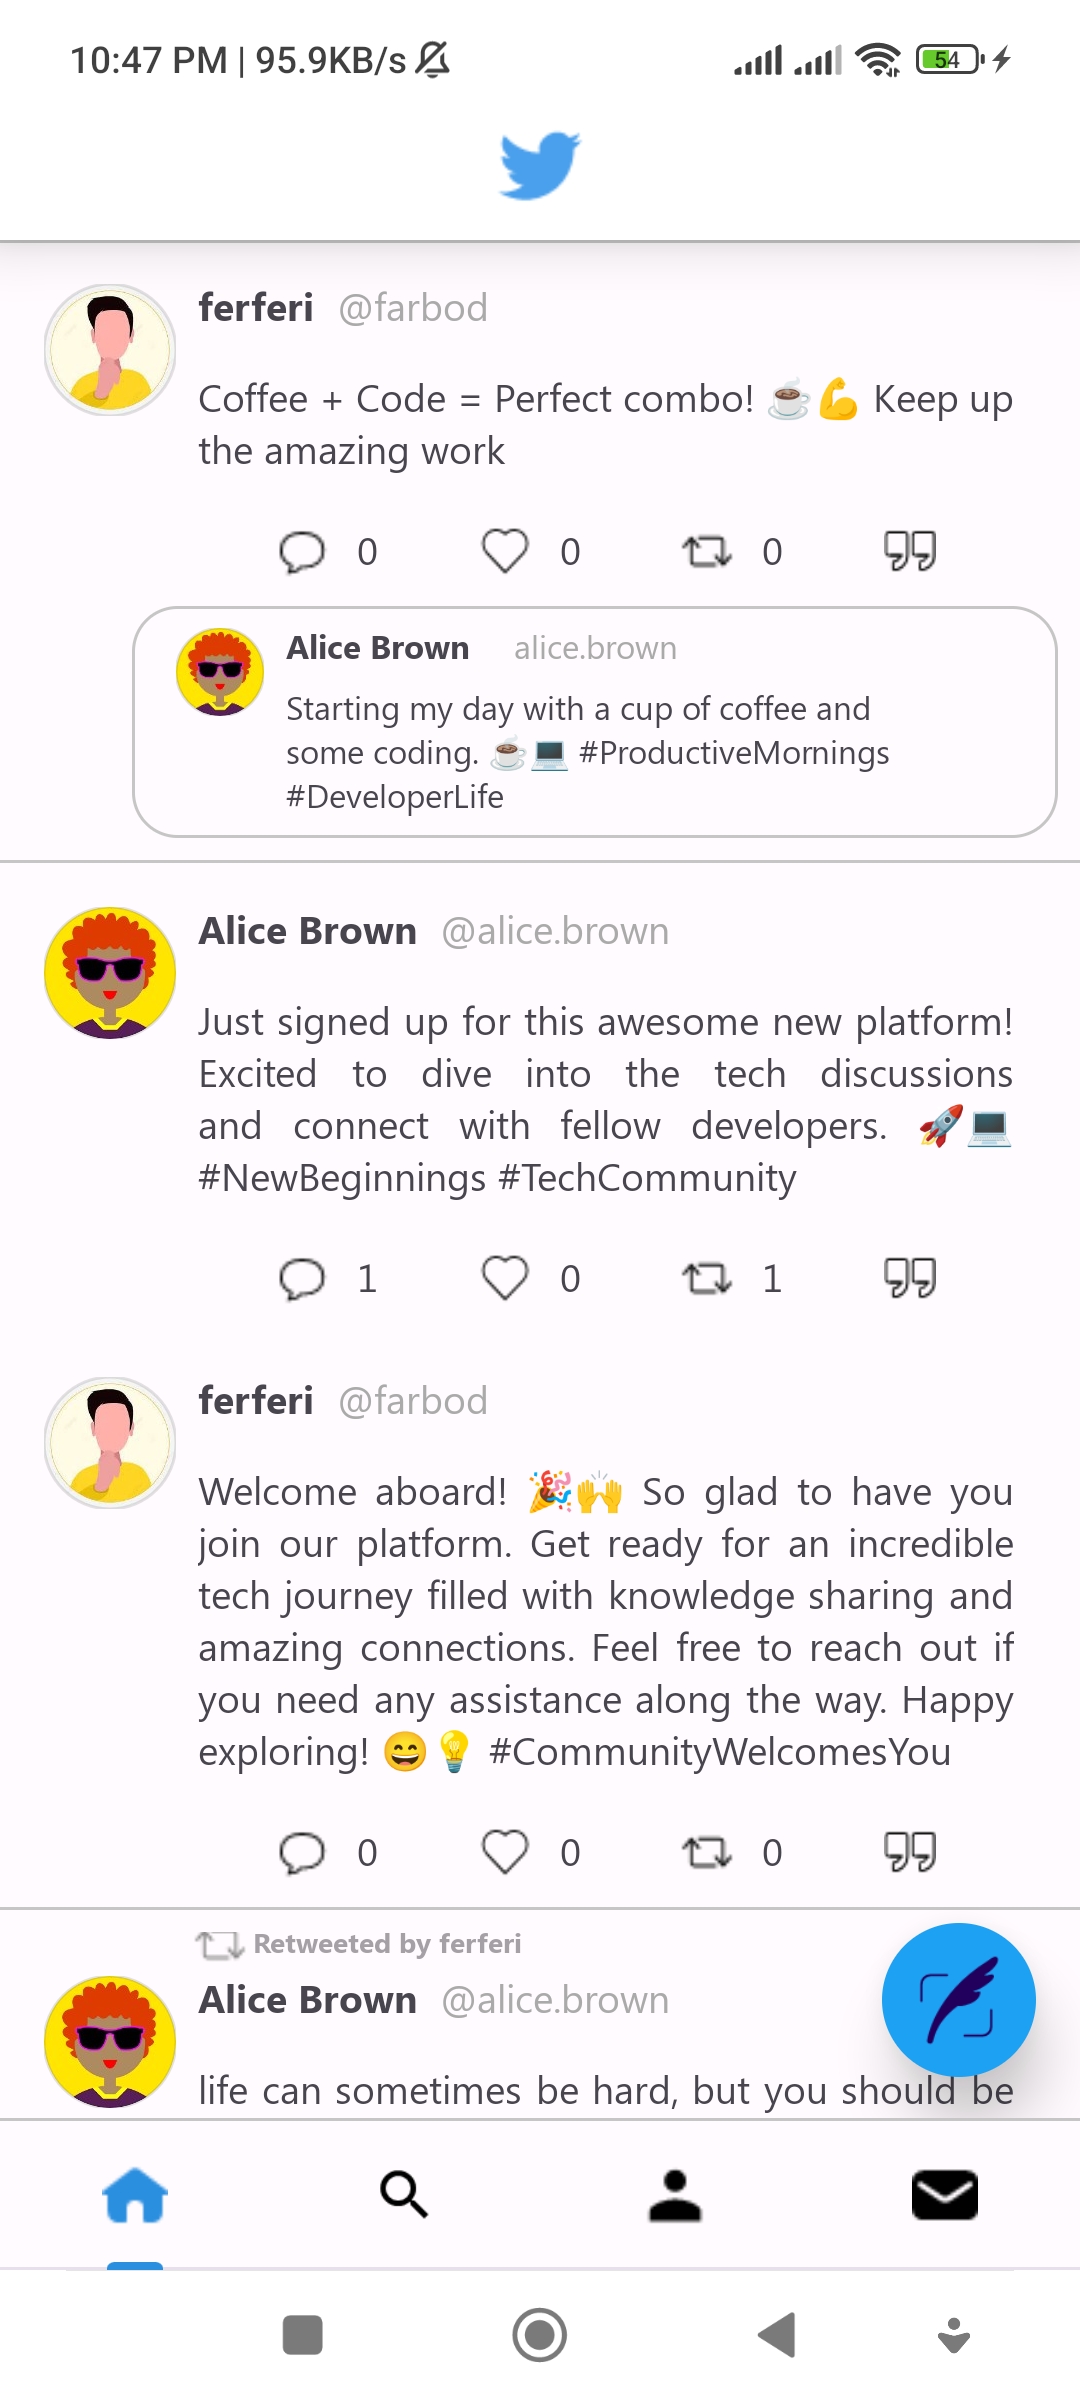 10:47 PM | 95.9KB/s
54
ferferi @farbod
Coffee + Code = Perfect combo! ☕💪 Keep up
the amazing work
0 0 0
Alice Brown alice.brown
Starting my day with a cup of coffee and
some coding. ☕💻 #ProductiveMornings
#DeveloperLife
Alice Brown @alice.brown
Just signed up for this awesome new platform!
Excited to dive into the tech discussions
and connect with fellow developers. 🚀💻
#NewBeginnings #TechCommunity
1 0 1
ferferi @farbod
Welcome aboard! 🎉🙌 So glad to have you
join our platform. Get ready for an incredible
tech journey filled with knowledge sharing and
amazing connections. Feel free to reach out if
you need any assistance along the way. Happy
exploring! 😄💡 #CommunityWelcomesYou
0 0 0
Retweeted by ferferi
Alice Brown @alice.brown
life can sometimes be hard, but you should be